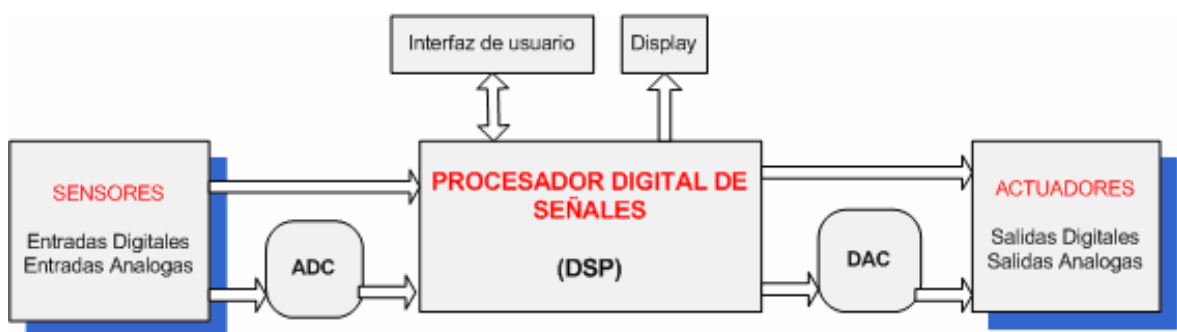 Interfaz de usuario
Display
SENSORES
Entradas Digitales
Entradas Analogas
ADC
PROCESADOR DIGITAL DE
SEÑALES
(DSP)
DAC
ACTUADORES
Salidas Digitales
Salidas Analogas